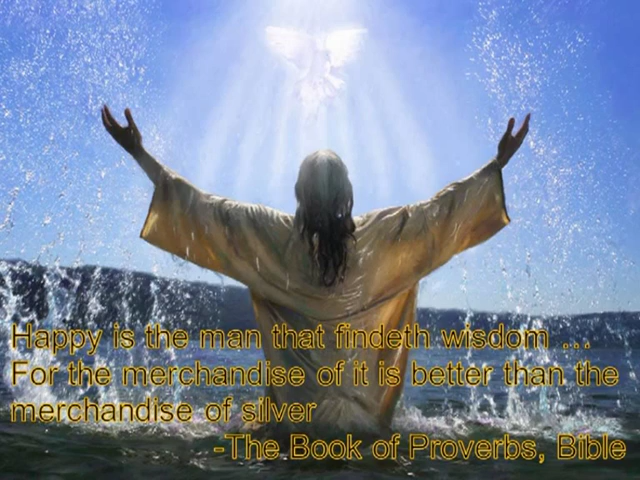 Happy is the man that findeth wisdom ...
For the merchandise of it is better than the
merchandise of silver
-The Book of Proverbs, Bible